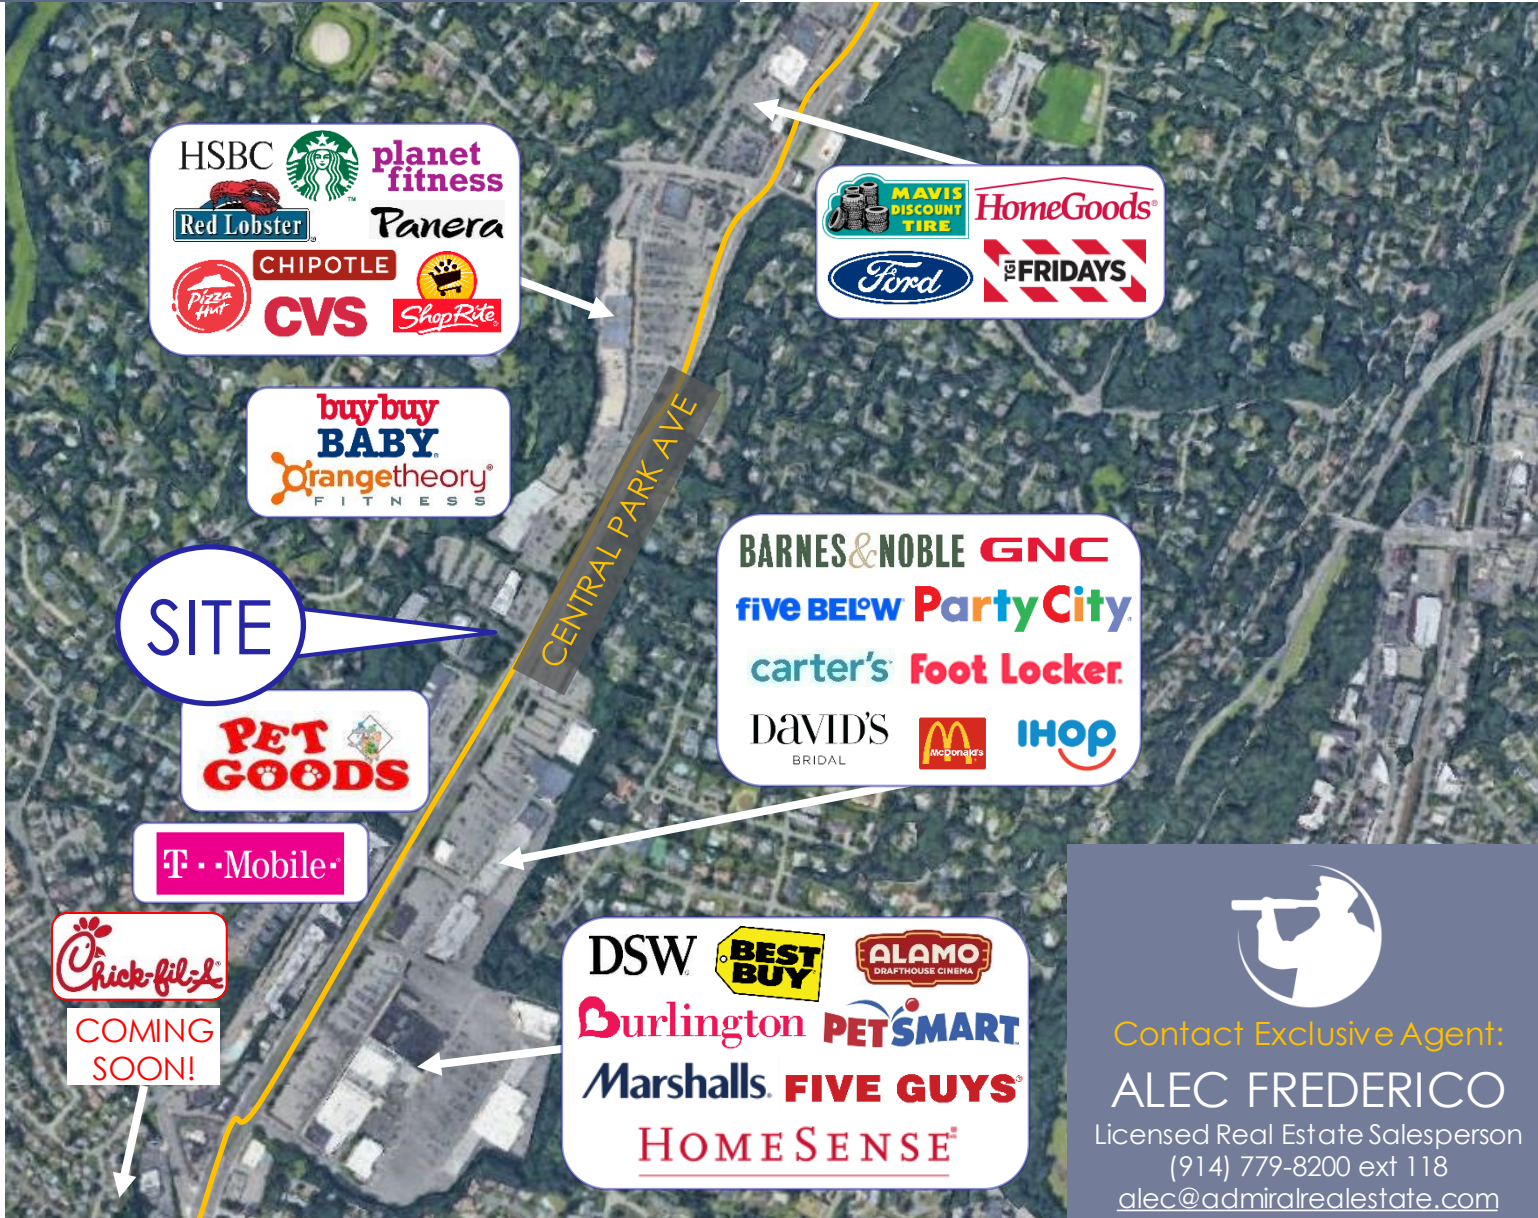 HSBC
planet
fitness
Red Lobster
Panera
CHIPOTLE
Pizza
Hut
CVS
ShopRite
MAVIS
DISCOUNT
TIRE
HomeGoods®
Ford
TGI FRIDAYS
buybuy
BABY
Orangetheory®
FITNESS
CENTRAL PARK AVE
SITE
BARNES & NOBLE
GNC
five BEL°W
Party City
carter's
Foot Locker
DAVID'S
BRIDAL
McDonald's
IHOP
PET
GOODS
T··Mobile·
Chick-fil-A
COMING
SOON!
DSW
BEST
BUY
ALAMO
DRAFTHOUSE CINEMA
Burlington
PETSMART
Marshalls
FIVE GUYS®
HOMESENSE
Contact Exclusive Agent:
ALEC FREDERICO
Licensed Real Estate Salesperson
(914) 779-8200 ext 118
alec@admiralrealestate.com